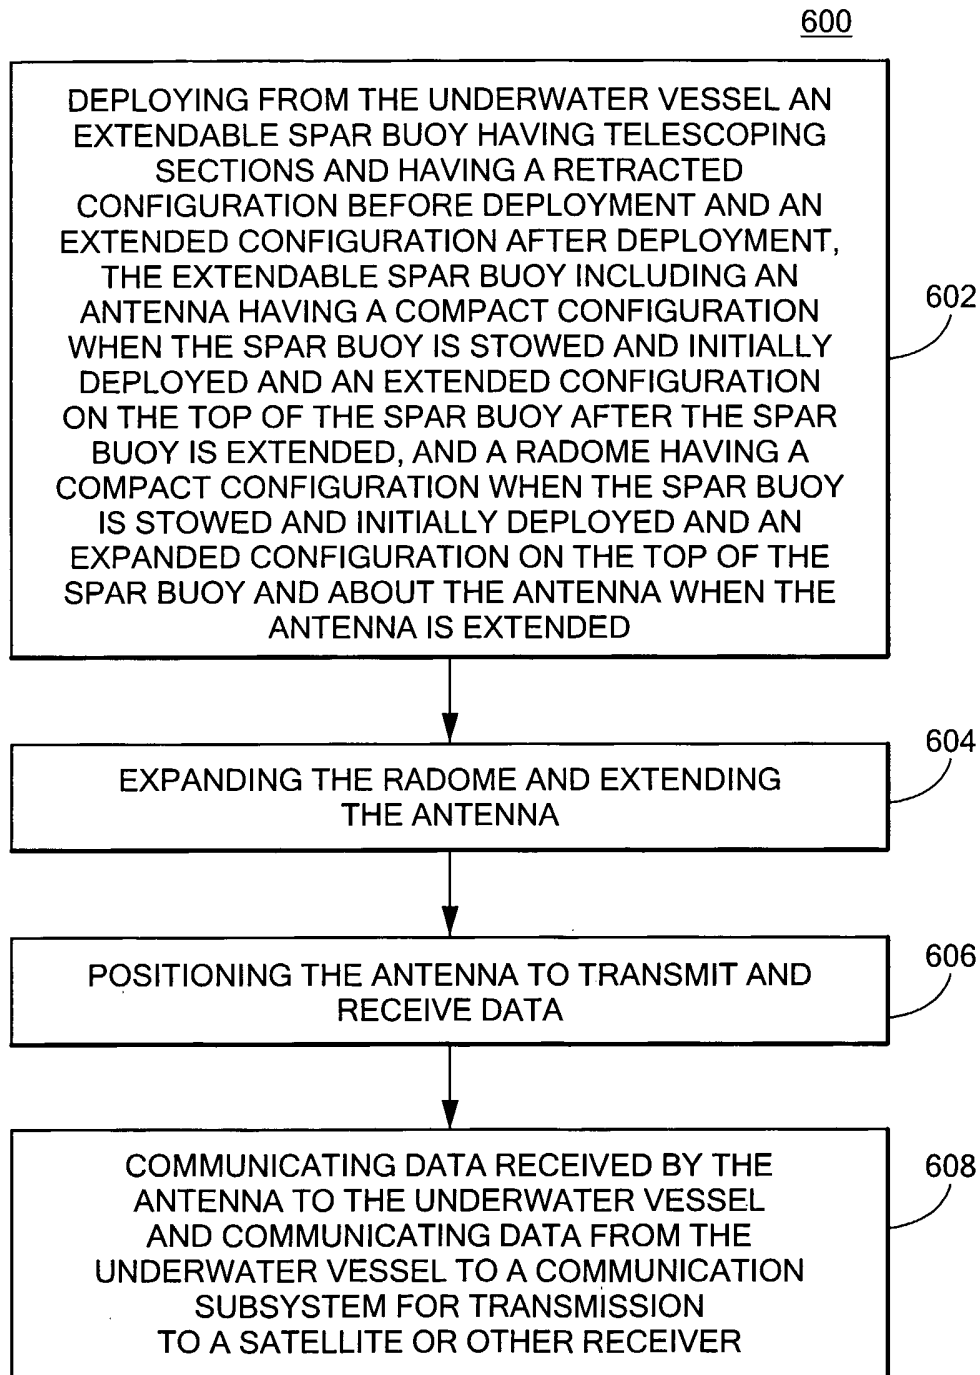 600
DEPLOYING FROM THE UNDERWATER VESSEL AN
EXTENDABLE SPAR BUOY HAVING TELESCOPING
SECTIONS AND HAVING A RETRACTED
CONFIGURATION BEFORE DEPLOYMENT AND AN
EXTENDED CONFIGURATION AFTER DEPLOYMENT,
THE EXTENDABLE SPAR BUOY INCLUDING AN
ANTENNA HAVING A COMPACT CONFIGURATION
WHEN THE SPAR BUOY IS STOWED AND INITIALLY
DEPLOYED AND AN EXTENDED CONFIGURATION
ON THE TOP OF THE SPAR BUOY AFTER THE SPAR
BUOY IS EXTENDED, AND A RADOME HAVING A
COMPACT CONFIGURATION WHEN THE SPAR BUOY
IS STOWED AND INITIALLY DEPLOYED AND AN
EXPANDED CONFIGURATION ON THE TOP OF THE
SPAR BUOY AND ABOUT THE ANTENNA WHEN THE
ANTENNA IS EXTENDED
602
EXPANDING THE RADOME AND EXTENDING
THE ANTENNA
604
POSITIONING THE ANTENNA TO TRANSMIT AND
RECEIVE DATA
606
COMMUNICATING DATA RECEIVED BY THE
ANTENNA TO THE UNDERWATER VESSEL
AND COMMUNICATING DATA FROM THE
UNDERWATER VESSEL TO A COMMUNICATION
SUBSYSTEM FOR TRANSMISSION
TO A SATELLITE OR OTHER RECEIVER
608